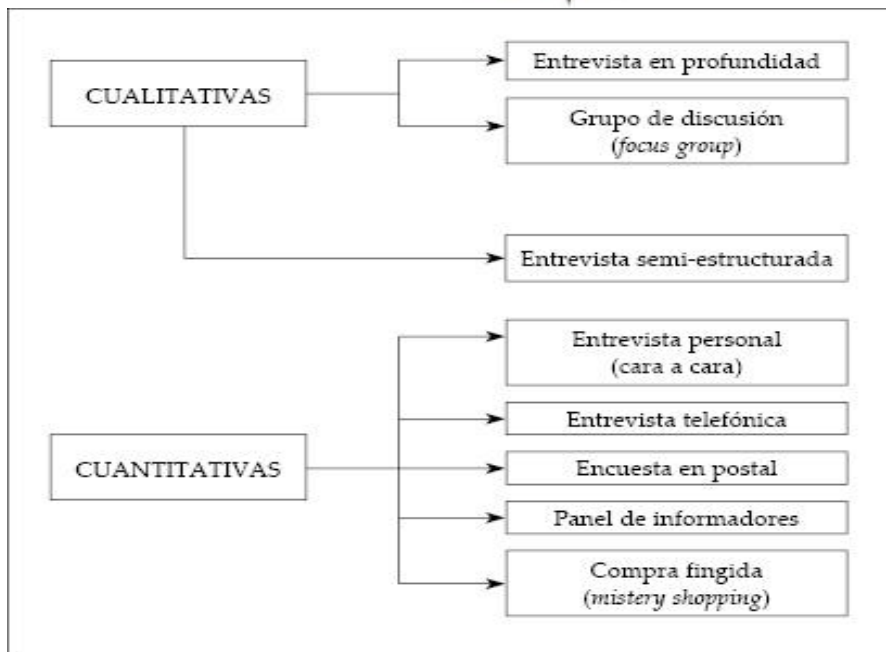 CUALITATIVAS
Entrevista en profundidad
Grupo de discusión
(focus group)
Entrevista semi-estructurada
CUANTITATIVAS
Entrevista personal
(cara a cara)
Entrevista telefónica
Encuesta en postal
Panel de informadores
Compra fingida
(mistery shopping)